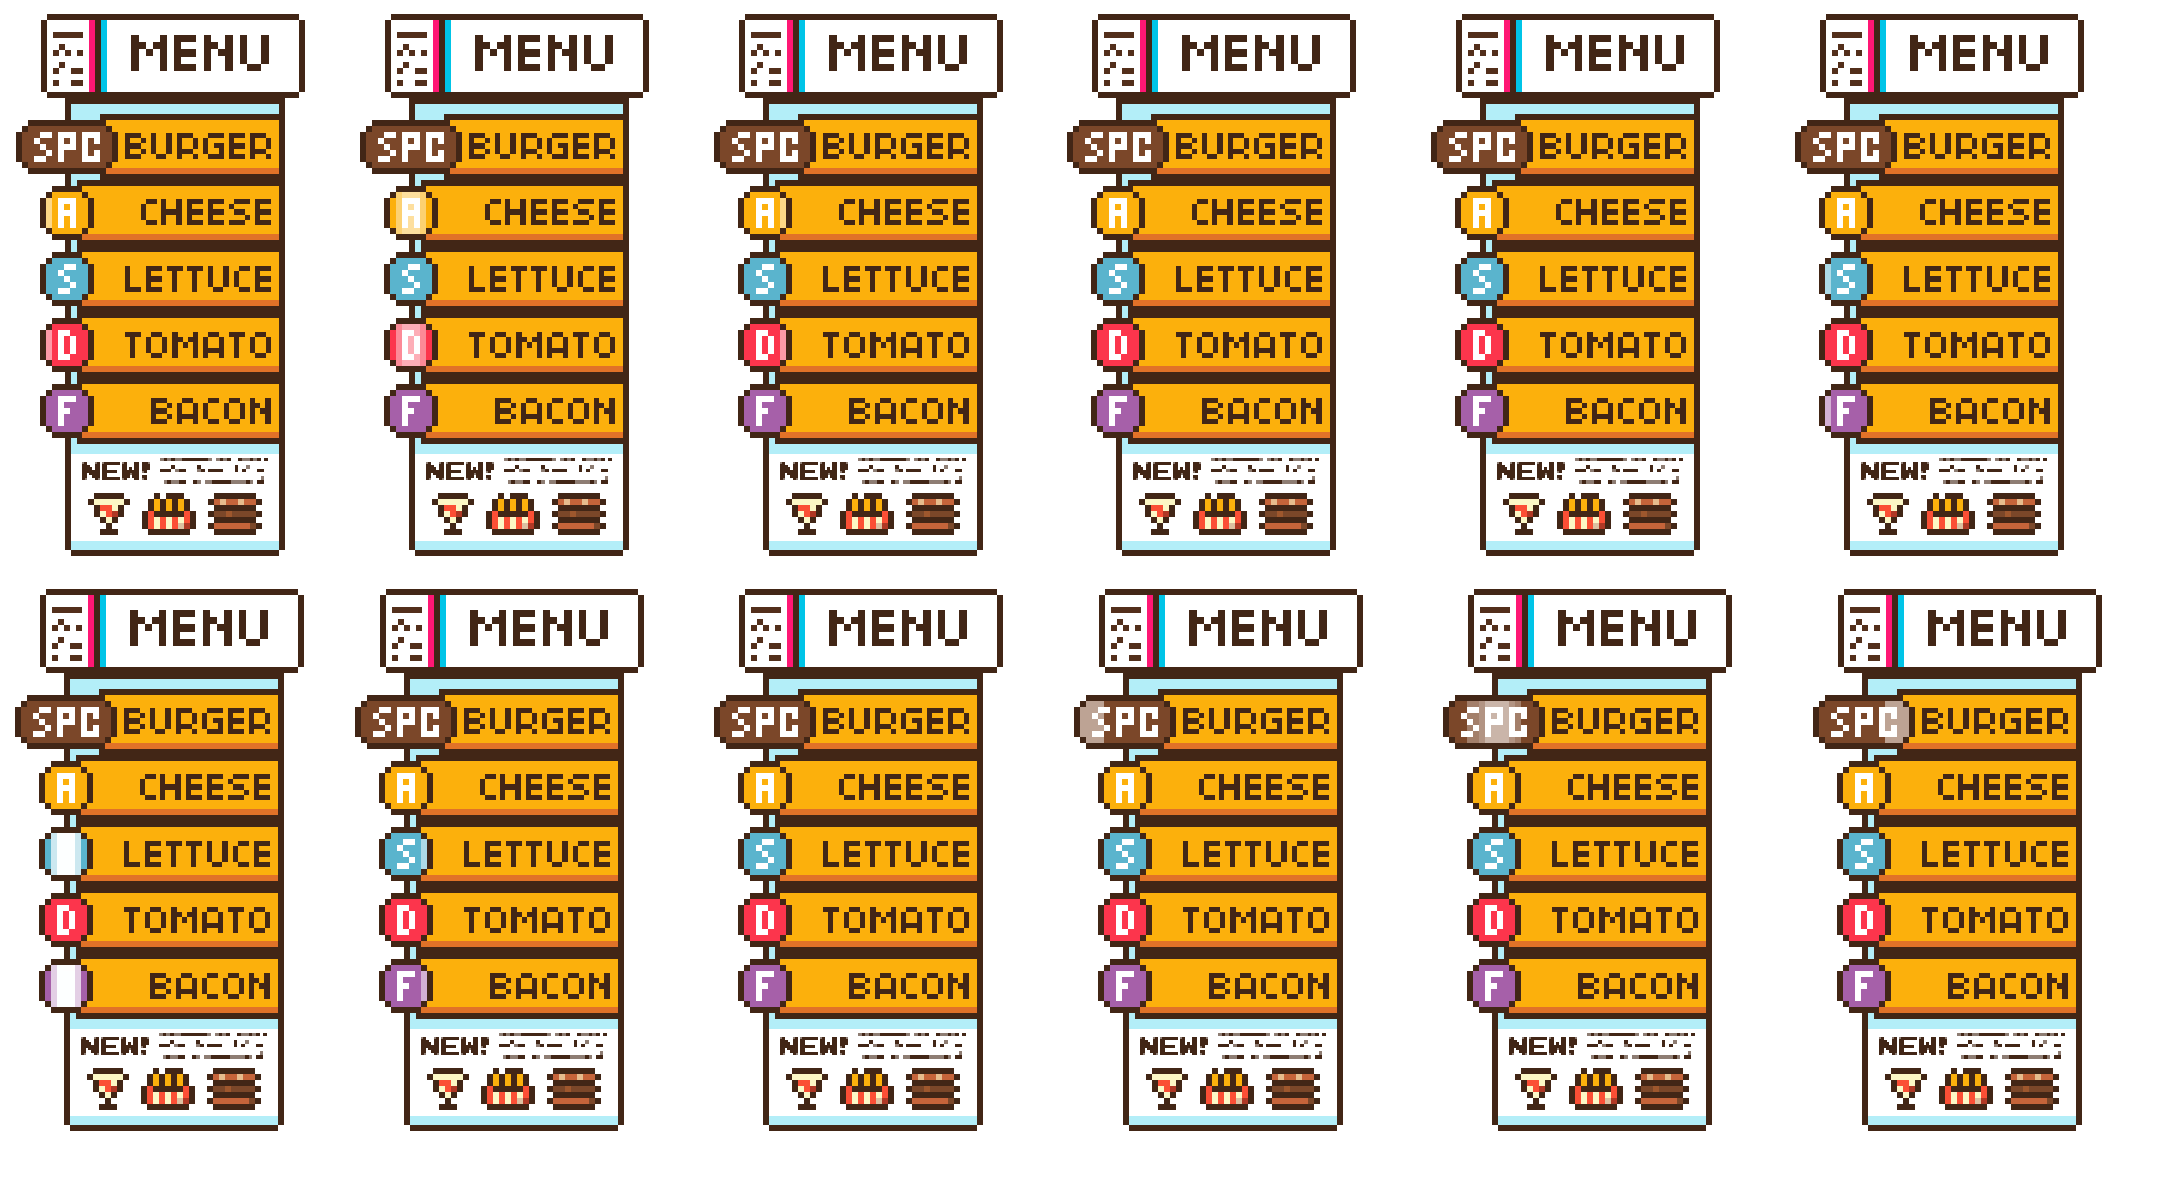 MENU
SPC BURGER
A CHEESE
S LETTUCE
D TOMATO
F BACON
NEW!
MENU
SPC BURGER
A CHEESE
S LETTUCE
D TOMATO
F BACON
NEW!
MENU
SPC BURGER
A CHEESE
S LETTUCE
D TOMATO
F BACON
NEW!
MENU
SPC BURGER
A CHEESE
S LETTUCE
D TOMATO
F BACON
NEW!
MENU
SPC BURGER
A CHEESE
S LETTUCE
D TOMATO
F BACON
NEW!
MENU
SPC BURGER
A CHEESE
S LETTUCE
D TOMATO
F BACON
NEW!
MENU
SPC BURGER
A CHEESE
LETTUCE
D TOMATO
BACON
NEW!
MENU
SPC BURGER
A CHEESE
S LETTUCE
D TOMATO
F BACON
NEW!
MENU
SPC BURGER
A CHEESE
S LETTUCE
D TOMATO
F BACON
NEW!
MENU
SPC BURGER
A CHEESE
S LETTUCE
D TOMATO
F BACON
NEW!
MENU
SPC BURGER
A CHEESE
S LETTUCE
D TOMATO
F BACON
NEW!
MENU
SPC BURGER
A CHEESE
S LETTUCE
D TOMATO
F BACON
NEW!